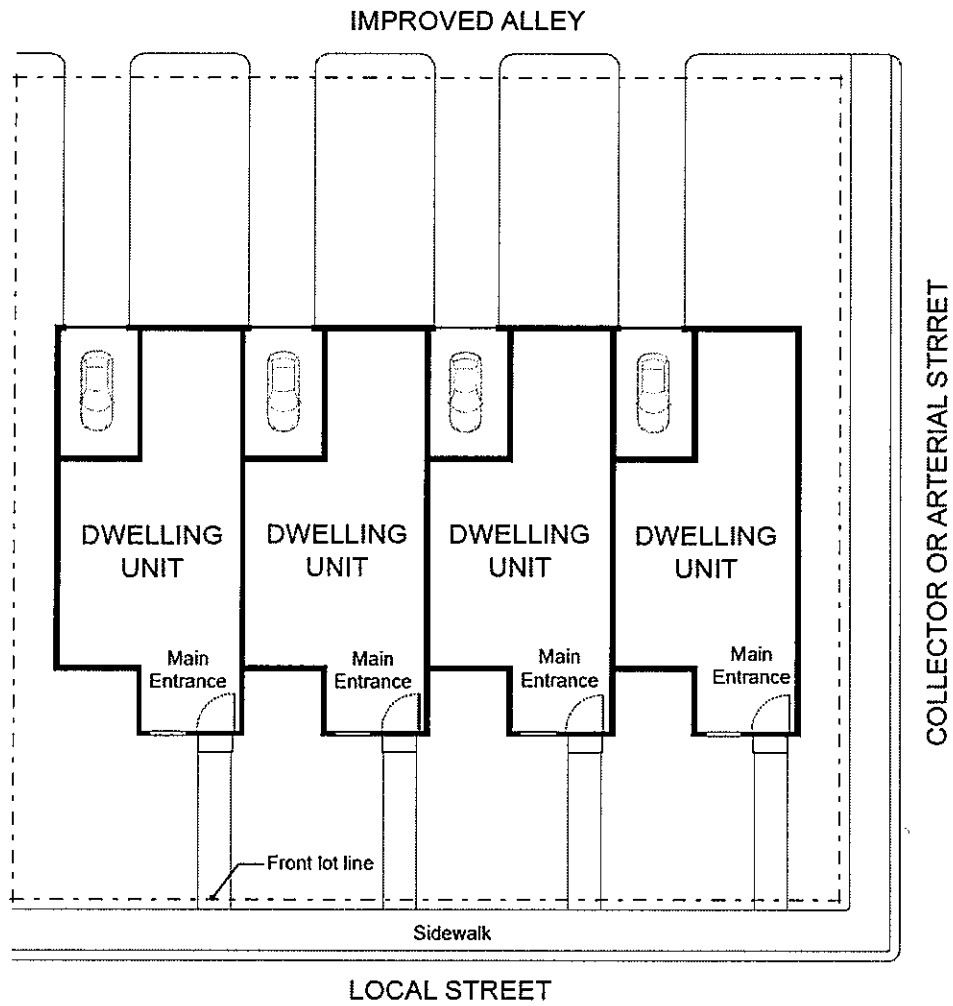 IMPROVED ALLEY
COLLECTOR OR ARTERIAL STRRET
DWELLING
UNIT
DWELLING
UNIT
DWELLING
UNIT
DWELLING
UNIT
Main
Entrance
Main
Entrance
Main
Entrance
Main
Entrance
Front lot line
Sidewalk
LOCAL STREET